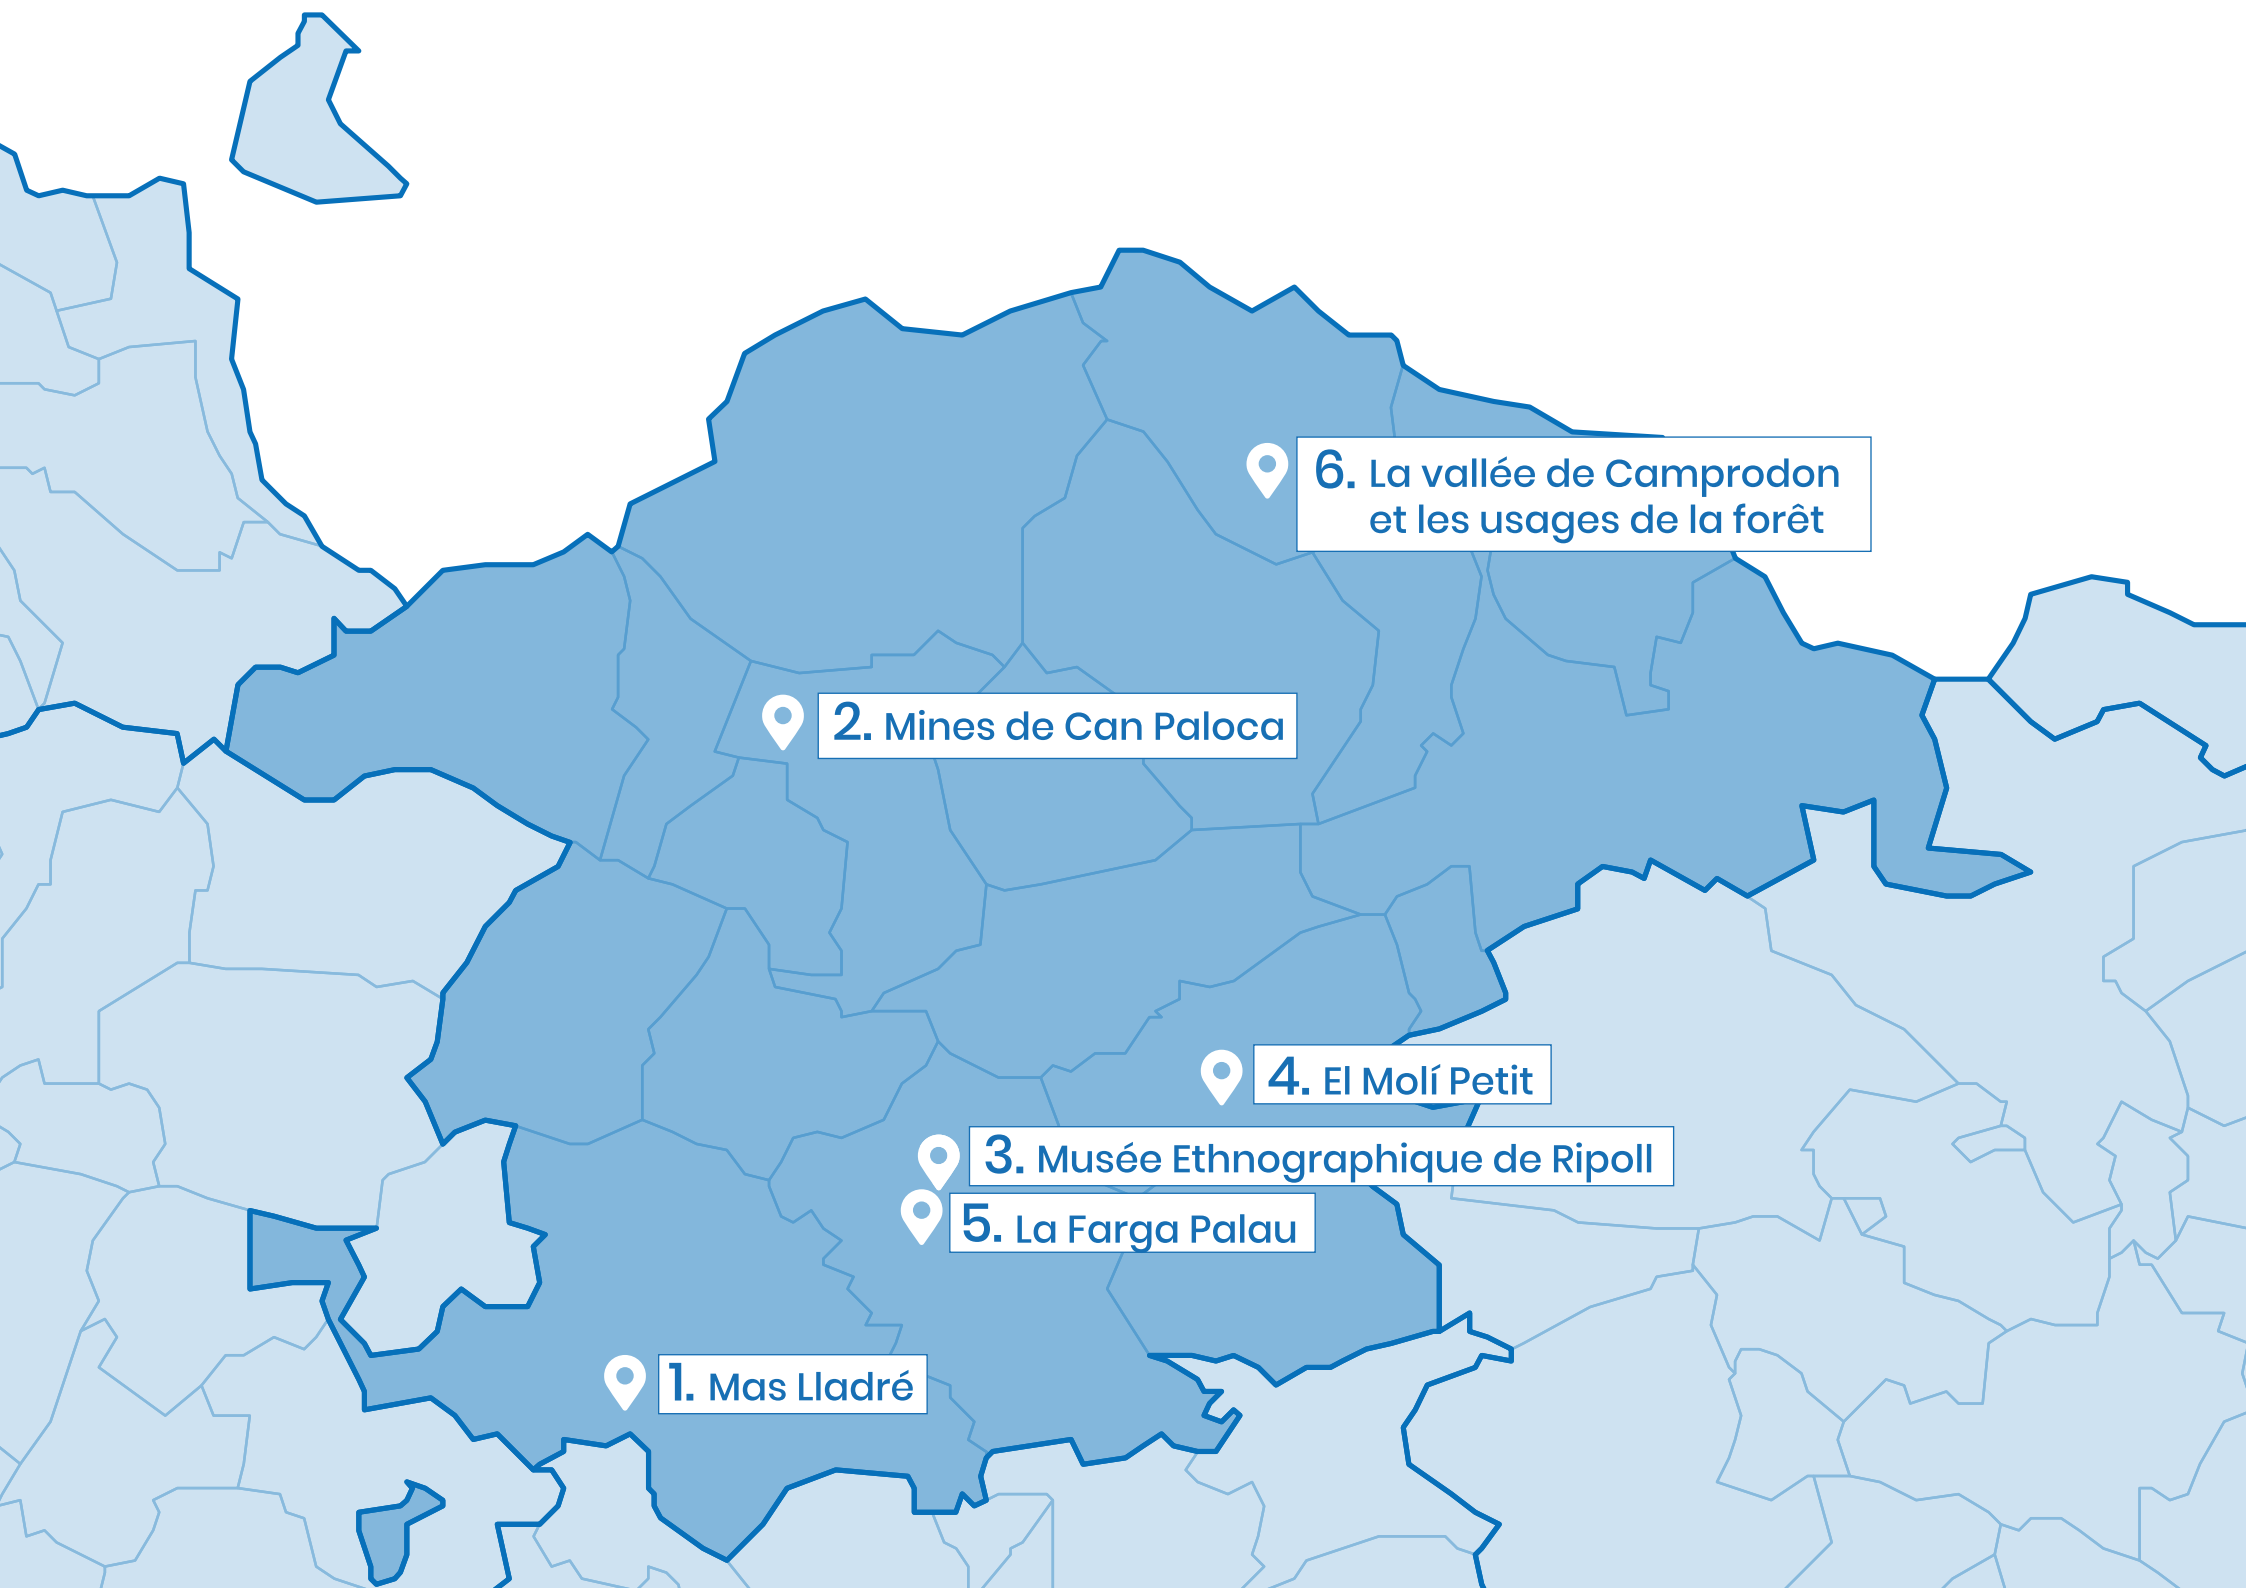 6. La vallée de Camprodon
et les usages de la forêt
2. Mines de Can Paloca
4. El Molí Petit
3. Musée Ethnographique de Ripoll
5. La Farga Palau
1. Mas Lladré